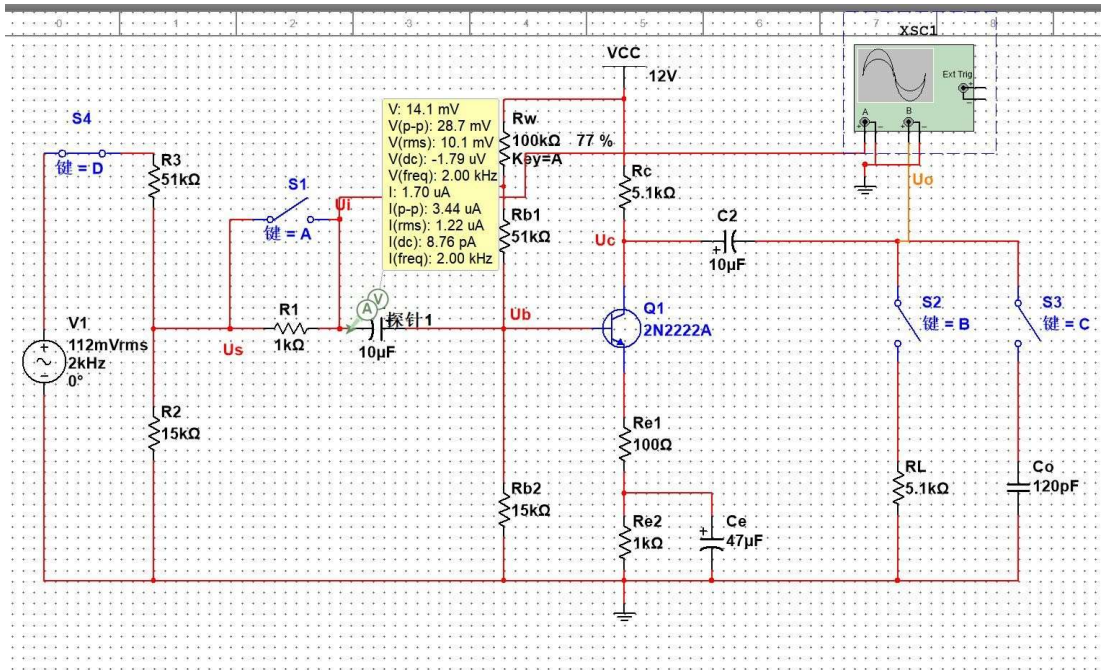 0 1 2 3 4 5 6 7 8
XSC1
Ext Trig
A B
VCC
12V
S4
键 = D
R3
51kΩ
S1
键 = A
Ui
V: 14.1 mV
V(p-p): 28.7 mV
V(rms): 10.1 mV
V(dc): -1.79 uV
V(freq): 2.00 kHz
I: 1.70 uA
I(p-p): 3.44 uA
I(rms): 1.22 uA
I(dc): 8.76 pA
I(freq): 2.00 kHz
Rw
100kΩ 77 %
Key=A
Rc
5.1kΩ
Rb1
51kΩ
Uc
C2
10µF
Uo
V1
112mVrms
2kHz
0°
R1
1kΩ
Us
A V
探针1
10µF
Ub
Q1
2N2222A
S2
键 = B
S3
键 = C
R2
15kΩ
Rb2
15kΩ
Re1
100Ω
Re2
1kΩ
Ce
47µF
RL
5.1kΩ
Co
120pF